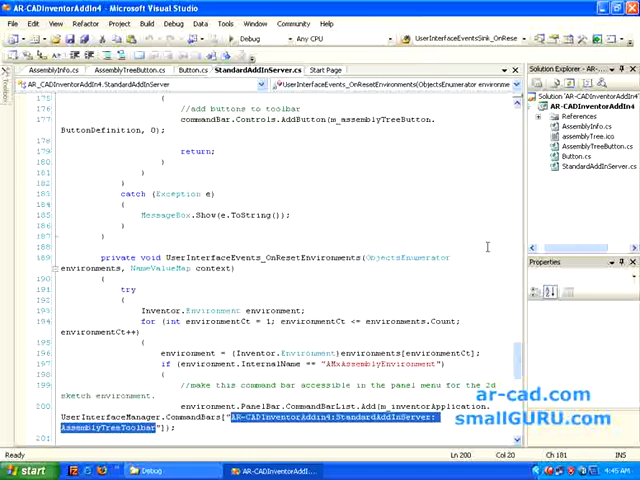 AR-CADInventorAddIn4 - Microsoft Visual Studio
File Edit View Refactor Project Build Debug Data Tools Window Community Help
Debug Any CPU UserInterfaceEventsSink_OnRese
AssemblyInfo.cs AssemblyTreeButton.cs Button.cs StandardAddInServer.cs Start Page
AR_CADInventorAddIn4.StandardAddInServer UserInterfaceEvents_OnResetEnvironments(ObjectsEnumerator environme
Toolbox
175 {
176 //add buttons to toolbar
177 commandBar.Controls.AddButton(m_assemblyTreeButton.
ButtonDefinition, 0);
178
179 return;
180 }
181 }
182 }
183 catch (Exception e)
184 {
185 MessageBox.Show(e.ToString());
186 }
187 }
188
189 private void UserInterfaceEvents_OnResetEnvironments(ObjectsEnumerator
environments, NameValueMap context)
190 {
191 try
192 {
193 Inventor.Environment environment;
194 for (int environmentCt = 1; environmentCt <= environments.Count;
environmentCt++)
195 {
196 environment = (Inventor.Environment)environments[environmentCt];
197 if (environment.InternalName == "AMxAssemblyEnvironment")
198 {
199 //make this command bar accessible in the panel menu for the 2d
sketch environment.
200 environment.PanelBar.CommandBarList.Add(m_inventorApplication.
UserInterfaceManager.CommandBars["AR-CADInventorAddin4:StandardAddInServer:
AssemblyTreeToolbar"]);
201
Solution Explorer - AR-...
Solution 'AR-CADInventorAddIn4'
AR-CADInventorAddIn4
References
AssemblyInfo.cs
assemblyTree.ico
AssemblyTreeButton.cs
Button.cs
StandardAddInServer.cs
Properties
ar-cad.com
smallGURU.com
Ready Ln 200 Col 20 Ch 181
start Debug AR-CADInventorAddI... 4:45 AM